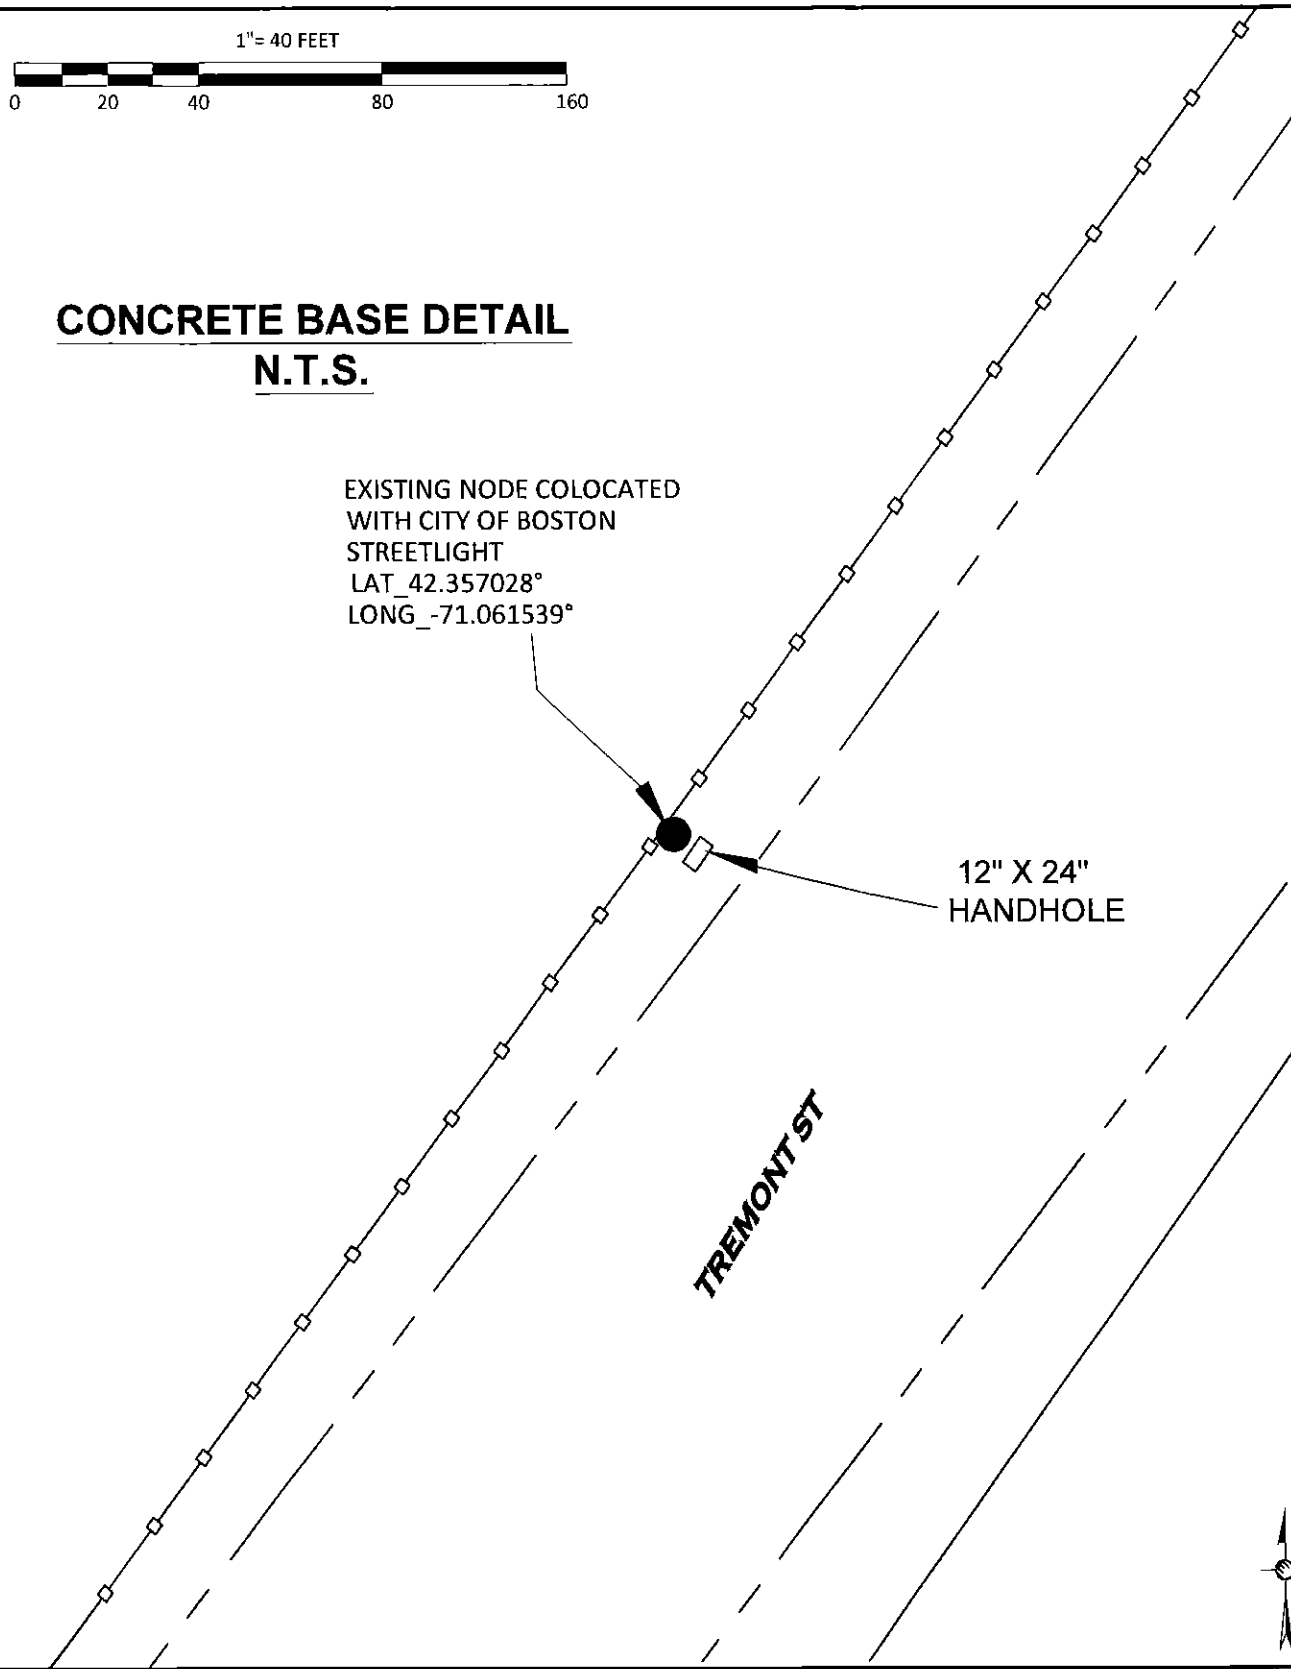 1"= 40 FEET
0 20 40 80 160
CONCRETE BASE DETAIL
N.T.S.
EXISTING NODE COLOCATED
WITH CITY OF BOSTON
STREETLIGHT
LAT_42.357028°
LONG_-71.061539°
12" X 24"
HANDHOLE
TREMONT ST